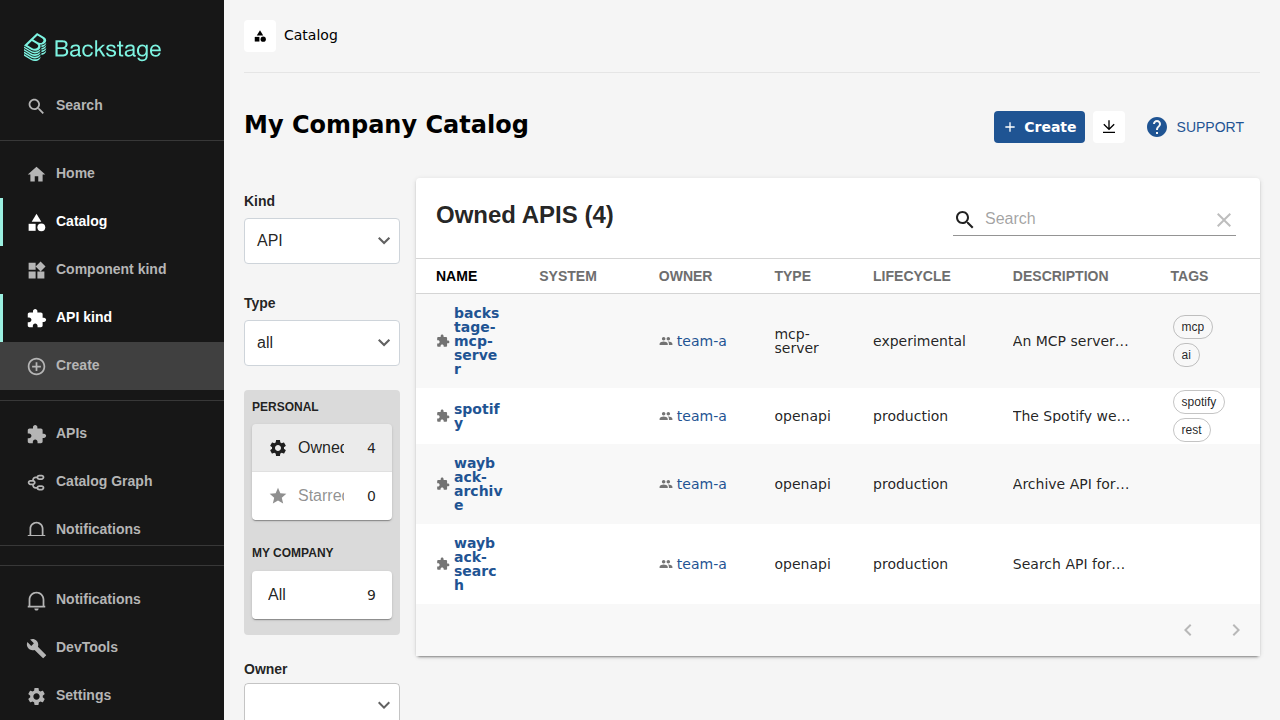 Backstage
Search
Home
Catalog
Component kind
API kind
Create
APIs
Catalog Graph
Notifications
Notifications
DevTools
Settings
Catalog
My Company Catalog
Create
SUPPORT
Kind
API
Type
all
PERSONAL
Owned 4
Starred 0
MY COMPANY
All 9
Owner
Owned APIS (4)
Search
NAME SYSTEM OWNER TYPE LIFECYCLE DESCRIPTION TAGS
backs
tage-
mcp-
serve
r
team-a
mcp-
server
experimental
An MCP server…
mcp
ai
spotif
y
team-a
openapi
production
The Spotify we…
spotify
rest
wayb
ack-
archiv
e
team-a
openapi
production
Archive API for…
wayb
ack-
searc
h
team-a
openapi
production
Search API for…